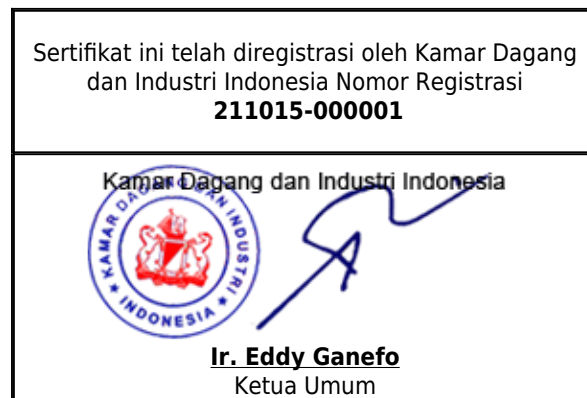 Sertifikat ini telah diregistrasi oleh Kamar Dagang
dan Industri Indonesia Nomor Registrasi
211015-000001
Kamar Dagang dan Industri Indonesia
KAMAR DAGANG DAN INDUSTRI
INDONESIA
Ir. Eddy Ganefo
Ketua Umum